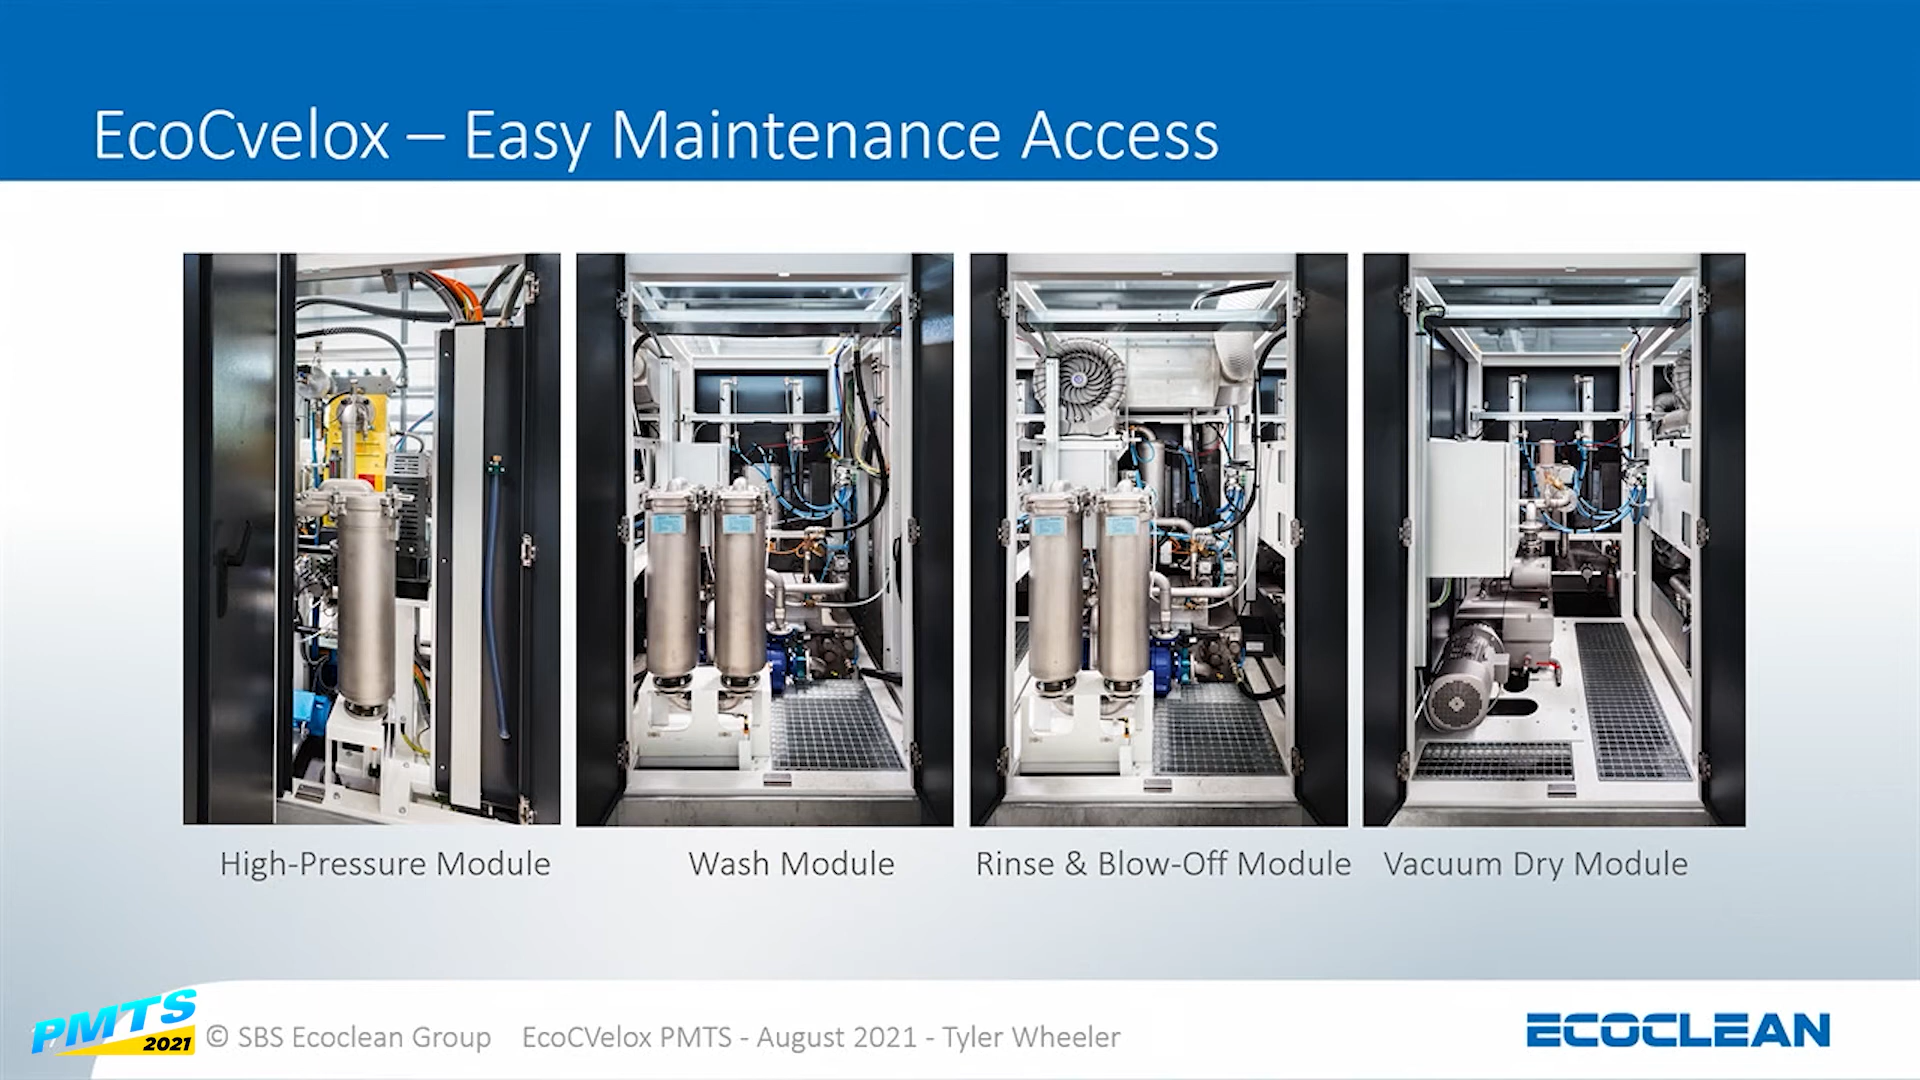 EcoCvelox – Easy Maintenance Access
High-Pressure Module
Wash Module
Rinse & Blow-Off Module
Vacuum Dry Module
PMTS
2021
© SBS Ecoclean Group EcoCVelox PMTS - August 2021 - Tyler Wheeler
ECOCLEAN